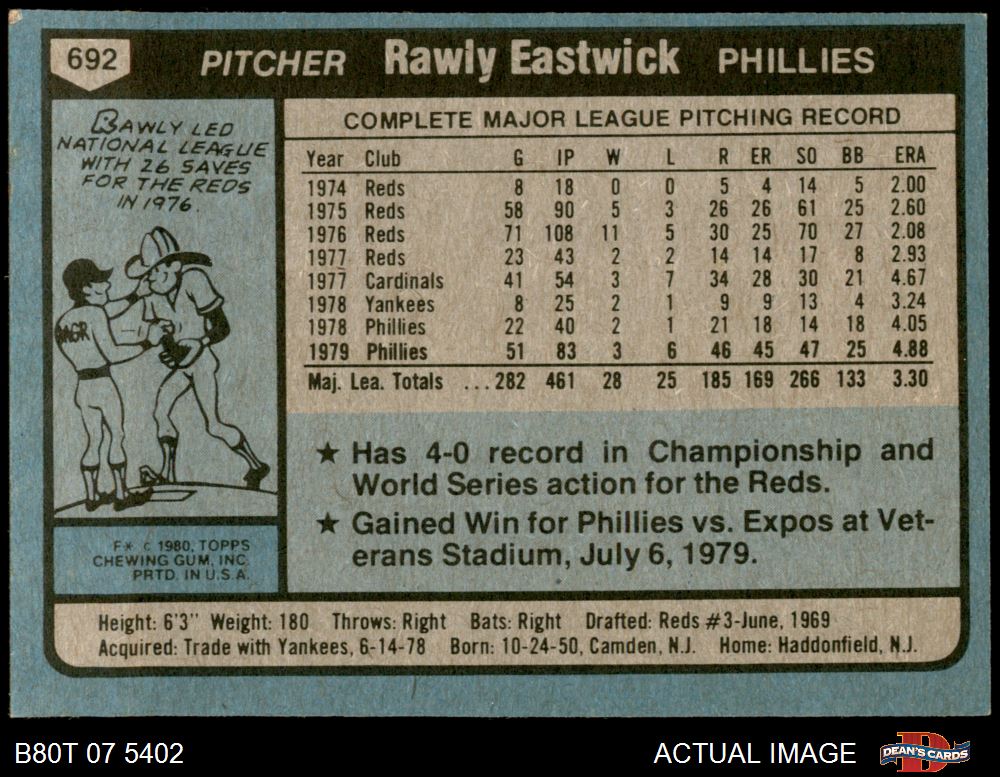 692 PITCHER Rawly Eastwick PHILLIES
RAWLY LED
NATIONAL LEAGUE
WITH 26 SAVES
FOR THE REDS
IN 1976.
MGR
COMPLETE MAJOR LEAGUE PITCHING RECORD
Year Club G IP W L R ER SO BB ERA
1974 Reds 8 18 0 0 5 4 14 5 2.00
1975 Reds 58 90 5 3 26 26 61 25 2.60
1976 Reds 71 108 11 5 30 25 70 27 2.08
1977 Reds 23 43 2 2 14 14 17 8 2.93
1977 Cardinals 41 54 3 7 34 28 30 21 4.67
1978 Yankees 8 25 2 1 9 9 13 4 3.24
1978 Phillies 22 40 2 1 21 18 14 18 4.05
1979 Phillies 51 83 3 6 46 45 47 25 4.88
Maj. Lea. Totals ...282 461 28 25 185 169 266 133 3.30
★ Has 4-0 record in Championship and
World Series action for the Reds.
★ Gained Win for Phillies vs. Expos at Vet-
erans Stadium, July 6, 1979.
F* © 1980, TOPPS
CHEWING GUM, INC.
PRTD. IN U.S.A.
Height: 6'3" Weight: 180 Throws: Right Bats: Right Drafted: Reds #3-June, 1969
Acquired: Trade with Yankees, 6-14-78 Born: 10-24-50, Camden, N.J. Home: Haddonfield, N.J.
B80T 07 5402 ACTUAL IMAGE DEAN'S CARDS